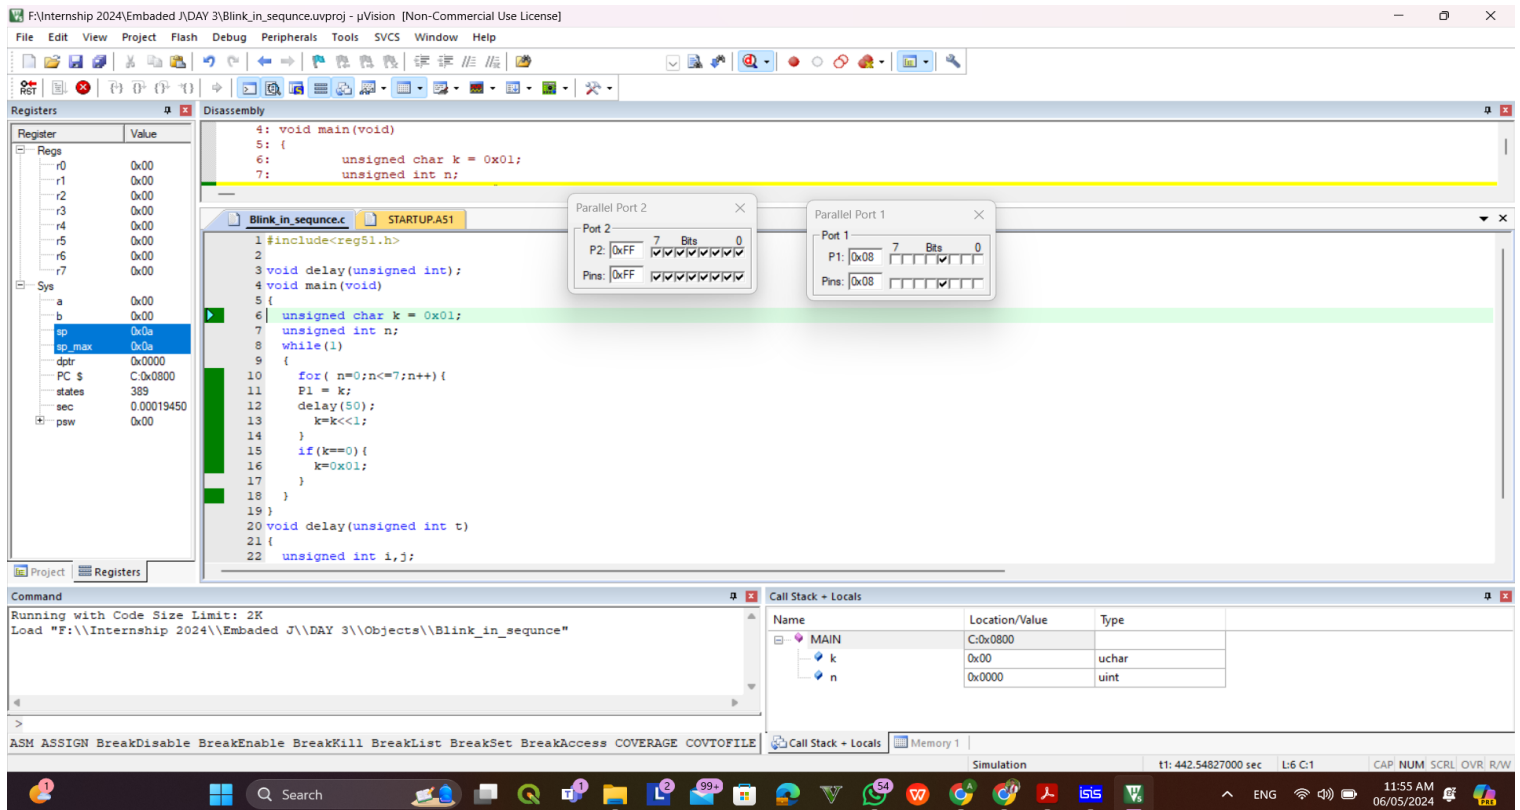 F:\Internship 2024\Embaded J\DAY 3\Blink_in_sequnce.uvproj - µVision [Non-Commercial Use License]
File Edit View Project Flash Debug Peripherals Tools SVCS Window Help
RST
Registers
Register Value
Regs
r0 0x00
r1 0x00
r2 0x00
r3 0x00
r4 0x00
r5 0x00
r6 0x00
r7 0x00
Sys
a 0x00
b 0x00
sp 0x0a
sp_max 0x0a
dptr 0x0000
PC $ C:0x0800
states 389
sec 0.00019450
psw 0x00
Project Registers
Disassembly
4: void main(void)
5: {
6: unsigned char k = 0x01;
7: unsigned int n;
Blink_in_sequnce.c STARTUP.A51
1 #include<reg51.h>
2
3 void delay(unsigned int);
4 void main(void)
5 {
6 unsigned char k = 0x01;
7 unsigned int n;
8 while(1)
9 {
10 for( n=0;n<=7;n++){
11 P1 = k;
12 delay(50);
13 k=k<<1;
14 }
15 if(k==0){
16 k=0x01;
17 }
18 }
19 }
20 void delay(unsigned int t)
21 {
22 unsigned int i,j;
Parallel Port 2
Port 2
7 Bits 0
P2: 0xFF
Pins: 0xFF
Parallel Port 1
Port 1
7 Bits 0
P1: 0x08
Pins: 0x08
Command
Running with Code Size Limit: 2K
Load "F:\\Internship 2024\\Embaded J\\DAY 3\\Objects\\Blink_in_sequnce"
>
ASM ASSIGN BreakDisable BreakEnable BreakKill BreakList BreakSet BreakAccess COVERAGE COVTOFILE
Call Stack + Locals
Name Location/Value Type
MAIN C:0x0800
k 0x00 uchar
n 0x0000 uint
Call Stack + Locals Memory 1
Simulation t1: 442.54827000 sec L:6 C:1 CAP NUM SCRL OVR R/W
1 Search 1 2 99+ 54 isis ENG 11:55 AM
06/05/2024 PRE